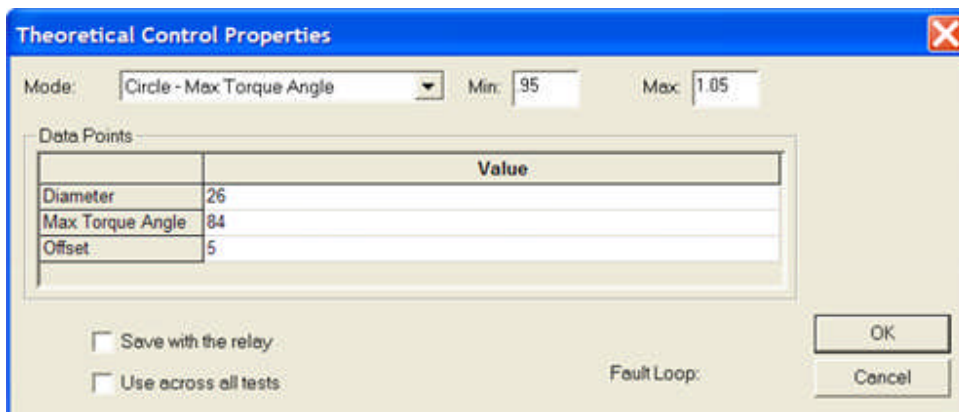 Theoretical Control Properties
Mode: Circle - Max Torque Angle Min: .95 Max: 1.05
Data Points
Value
Diameter 26
Max Torque Angle 84
Offset 5
Save with the relay
Use across all tests
Fault Loop:
OK
Cancel